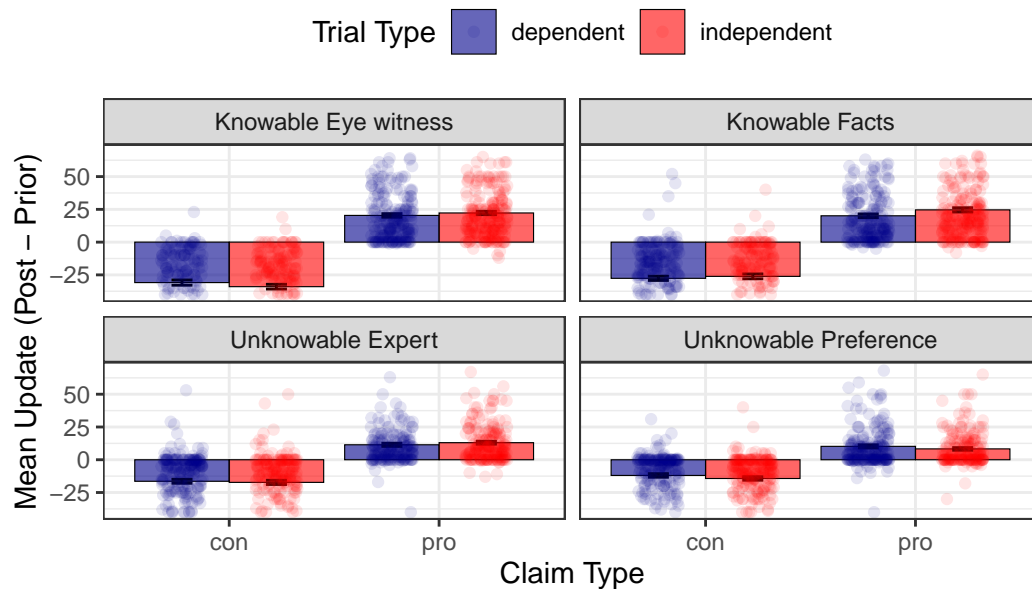 Trial Type dependent independent
Knowable Eye witness Knowable Facts
50
25
0
−25
Unknowable Expert Unknowable Preference
50
25
0
−25
con pro con pro
Claim Type
Mean Update (Post − Prior)